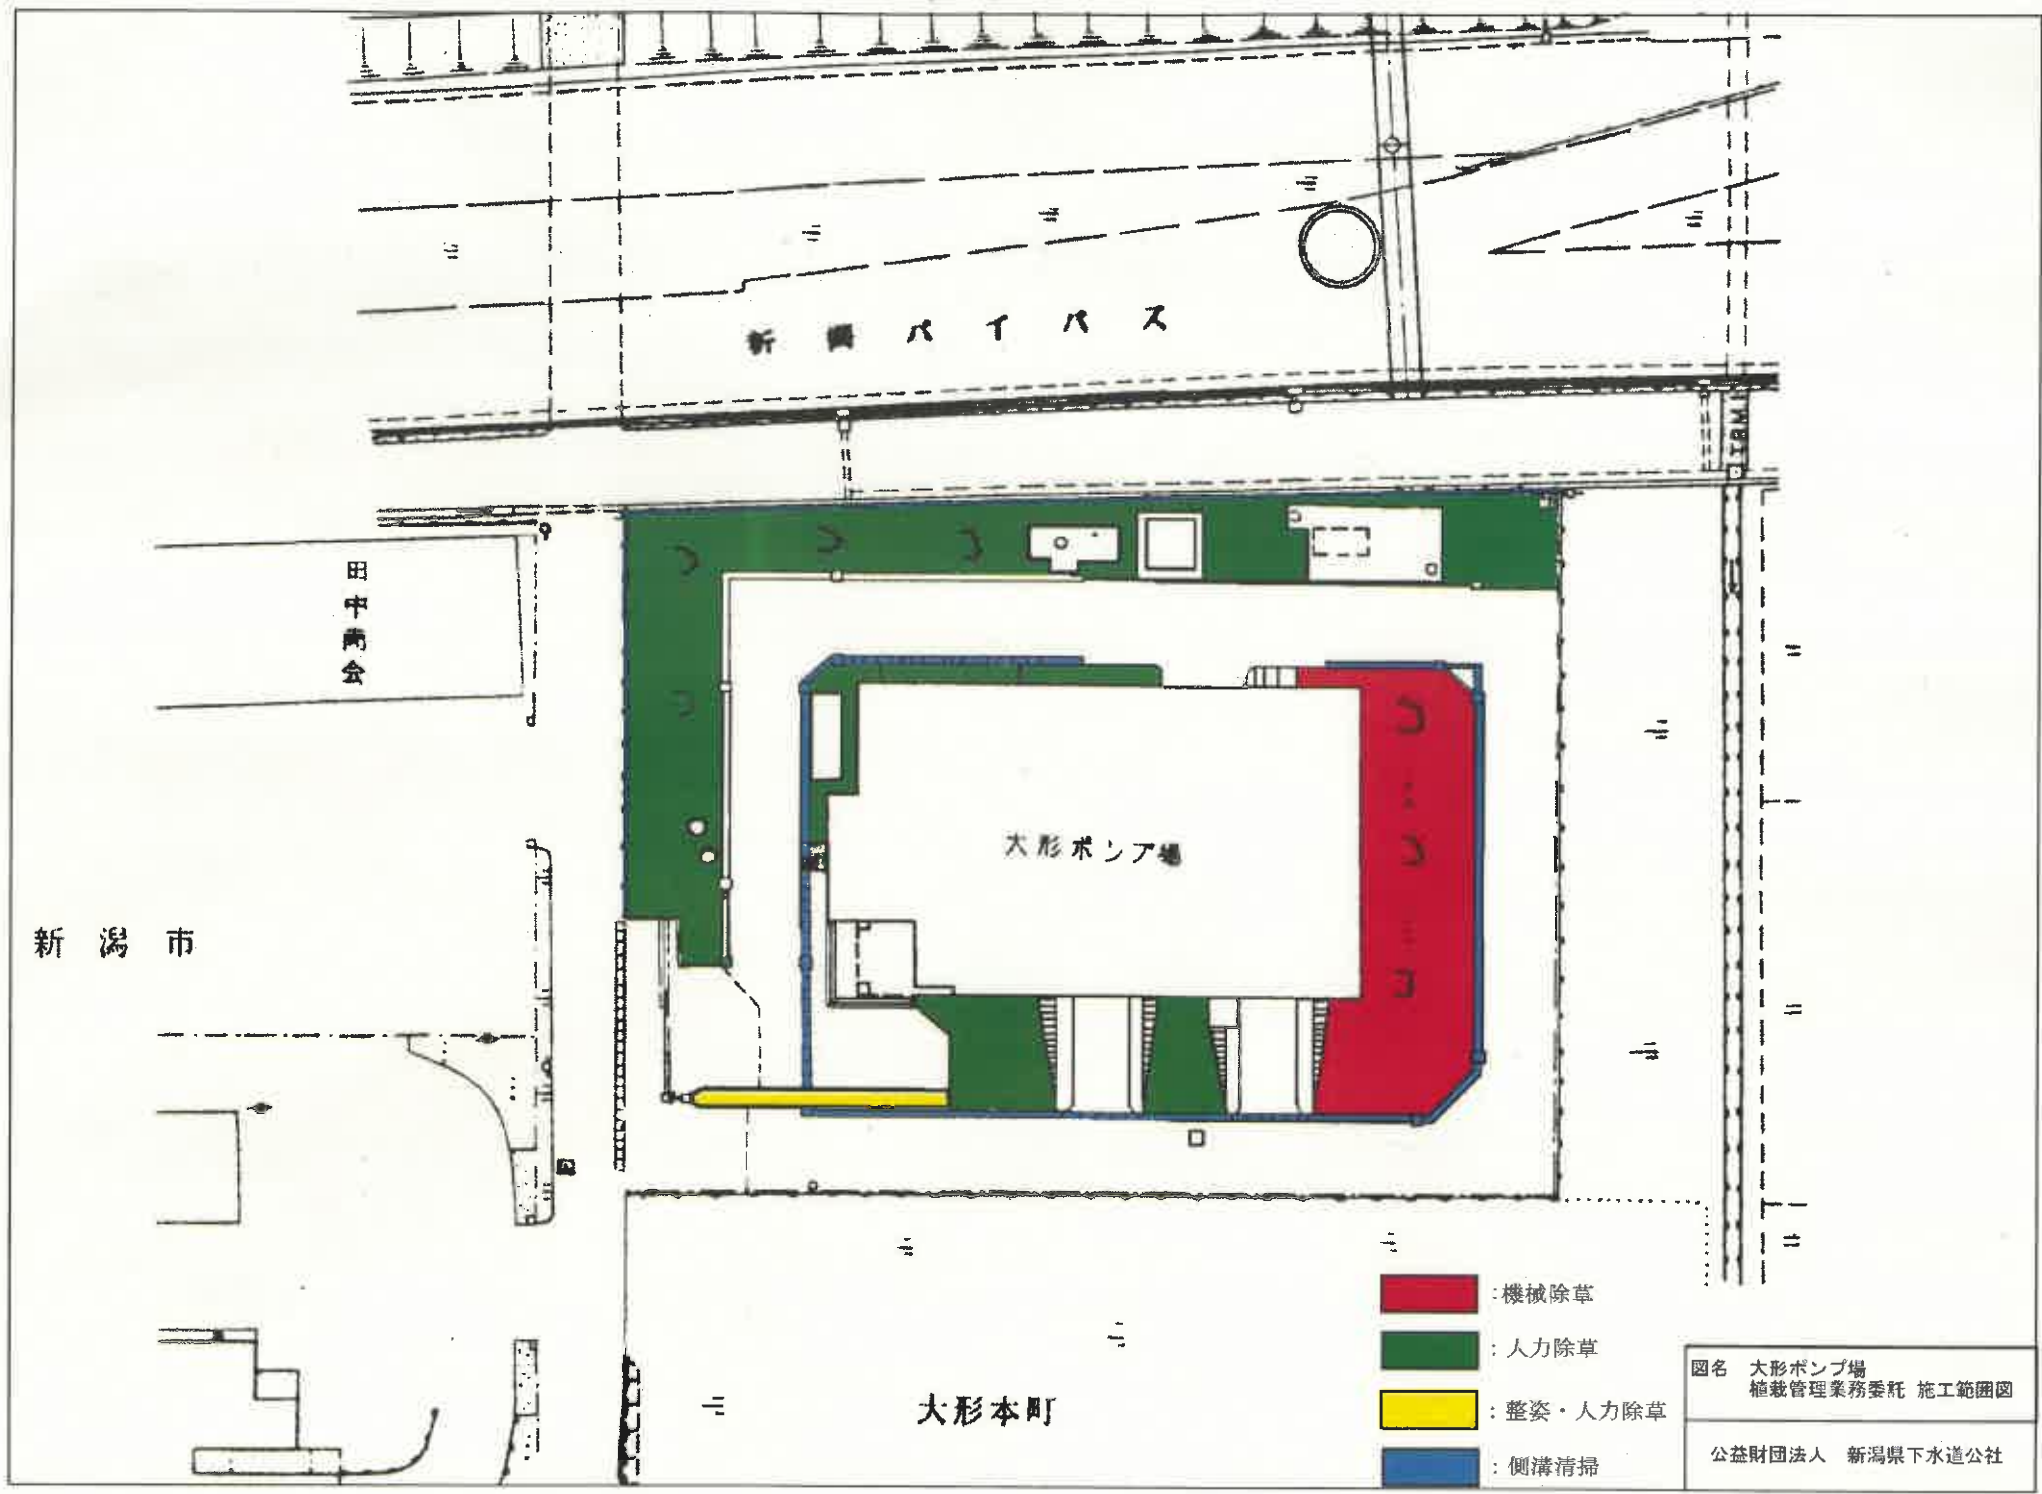 新潟バイパス
TBM
田中商会
大形ポンプ場
新潟市
大形本町
:機械除草
:人力除草
:整姿・人力除草
:側溝清掃
図名 大形ポンプ場
植栽管理業務委託 施工範囲図
公益財団法人 新潟県下水道公社